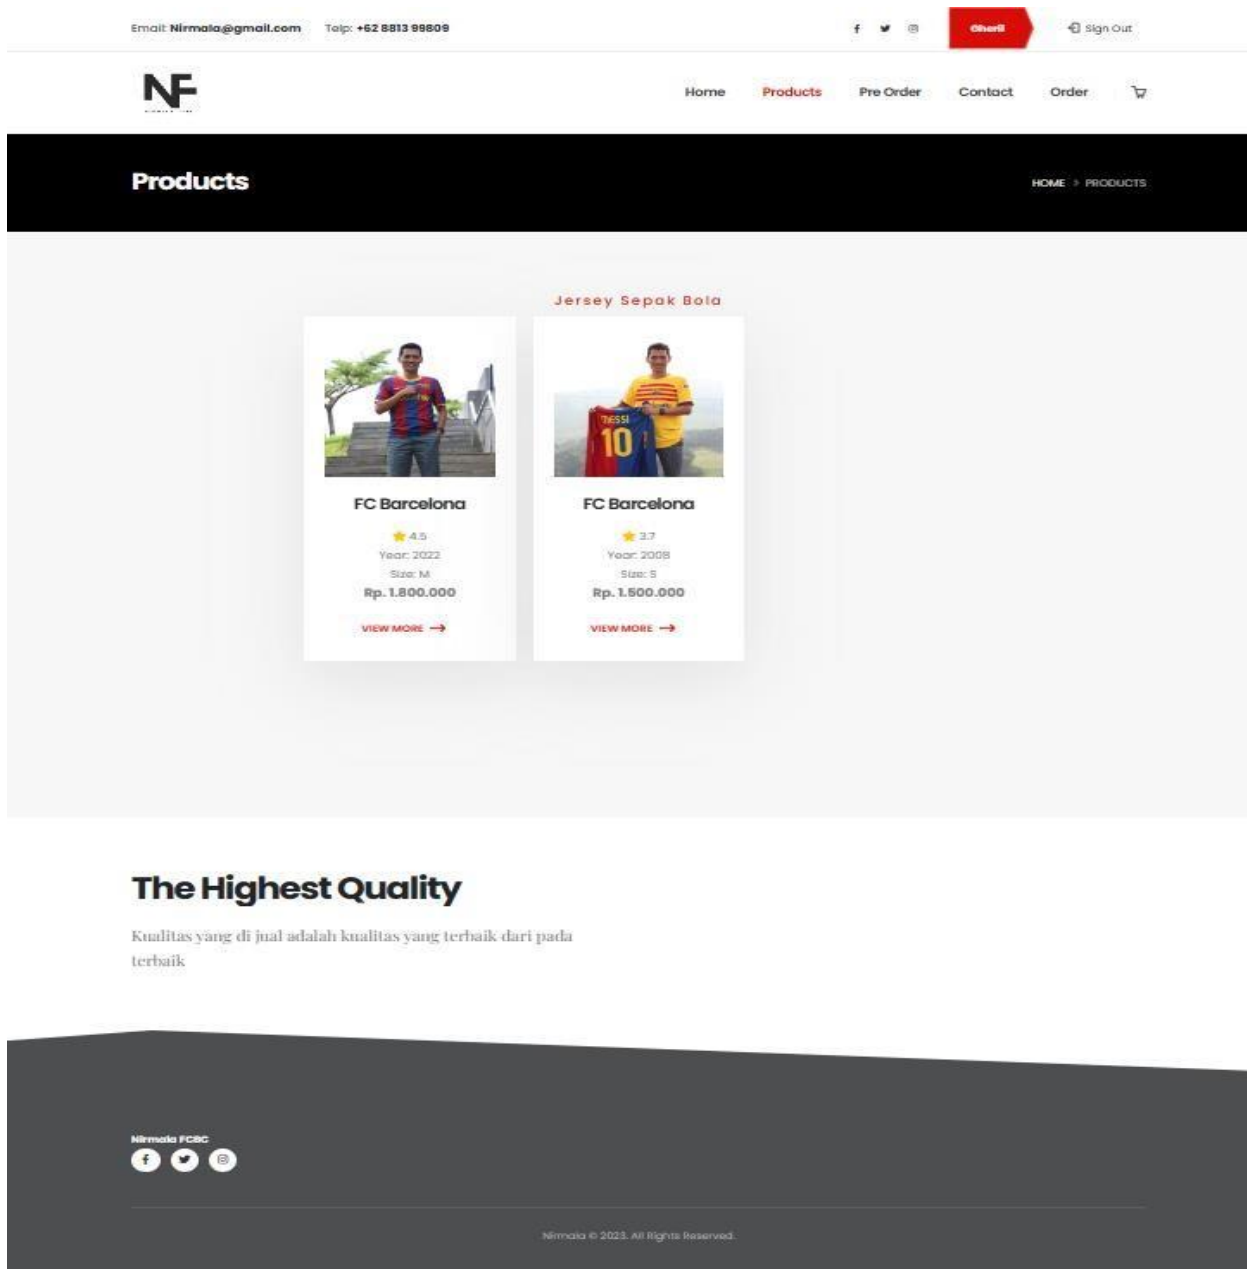 Email: Nirmala@gmail.com Telp: +62 8813 99809
Gheril Sign Out
NF
Home Products Pre Order Contact Order
Products
HOME > PRODUCTS
Jersey Sepak Bola
MESSI
10
FC Barcelona
4.5
Year: 2022
Size: M
Rp. 1.800.000
VIEW MORE
FC Barcelona
3.7
Year: 2008
Size: S
Rp. 1.500.000
VIEW MORE
The Highest Quality
Kualitas yang di jual adalah kualitas yang terbaik dari pada
terbaik
Nirmala FCBC
Nirmala © 2023. All Rights Reserved.